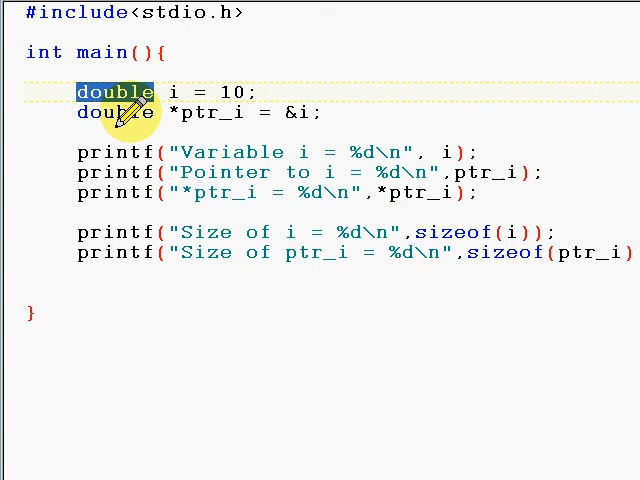 #include<stdio.h>
int main(){
double i = 10;
double *ptr_i = &i;
printf("Variable i = %d\n", i);
printf("Pointer to i = %d\n",ptr_i);
printf("*ptr_i = %d\n",*ptr_i);
printf("Size of i = %d\n",sizeof(i));
printf("Size of ptr_i = %d\n",sizeof(ptr_i)
}